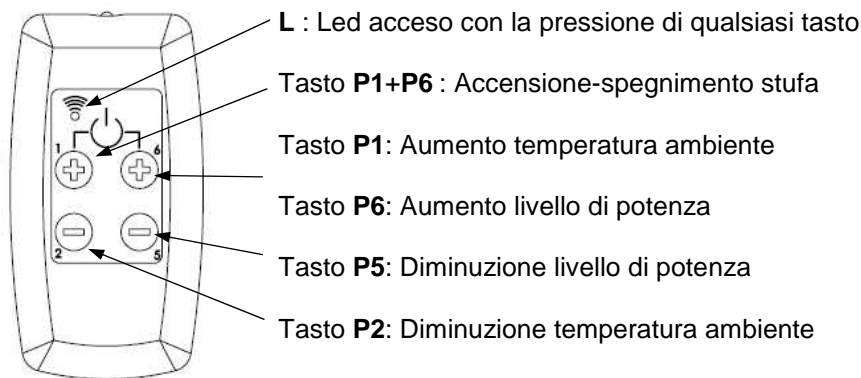 L : Led acceso con la pressione di qualsiasi tasto
Tasto P1+P6 : Accensione-spegnimento stufa
1 6
Tasto P1: Aumento temperatura ambiente
Tasto P6: Aumento livello di potenza
2 5
Tasto P5: Diminuzione livello di potenza
Tasto P2: Diminuzione temperatura ambiente